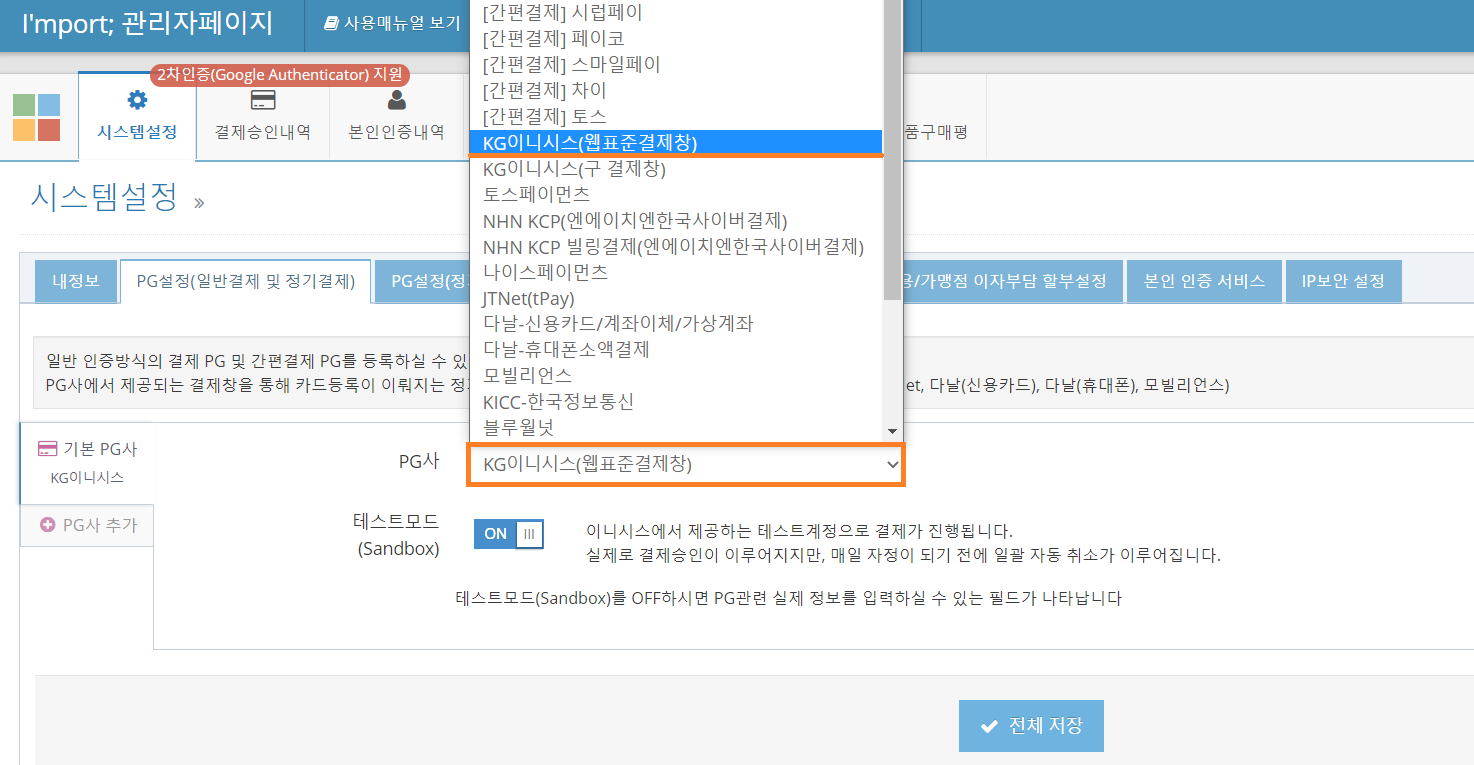 I'mport; 관리자페이지
사용매뉴얼 보기
2차인증(Google Authenticator) 지원
시스템설정
결제승인내역
본인인증내역
품구매평
시스템설정 »
내정보
PG설정(일반결제 및 정기결제)
PG설정(정
용/가맹점 이자부담 할부설정
본인 인증 서비스
IP보안 설정
일반 인증방식의 결제 PG 및 간편결제 PG를 등록하실 수 있
PG사에서 제공되는 결제창을 통해 카드등록이 이뤄지는 정
et, 다날(신용카드), 다날(휴대폰), 모빌리언스)
[간편결제] 시럽페이
[간편결제] 페이코
[간편결제] 스마일페이
[간편결제] 차이
[간편결제] 토스
KG이니시스(웹표준결제창)
KG이니시스(구 결제창)
토스페이먼츠
NHN KCP(엔에이치엔한국사이버결제)
NHN KCP 빌링결제(엔에이치엔한국사이버결제)
나이스페이먼츠
JTNet(tPay)
다날-신용카드/계좌이체/가상계좌
다날-휴대폰소액결제
모빌리언스
KICC-한국정보통신
블루월넛
기본 PG사
KG이니시스
PG사 추가
PG사
KG이니시스(웹표준결제창)
테스트모드
(Sandbox)
ON
이니시스에서 제공하는 테스트계정으로 결제가 진행됩니다.
실제로 결제승인이 이루어지지만, 매일 자정이 되기 전에 일괄 자동 취소가 이루어집니다.
테스트모드(Sandbox)를 OFF하시면 PG관련 실제 정보를 입력하실 수 있는 필드가 나타납니다
전체 저장